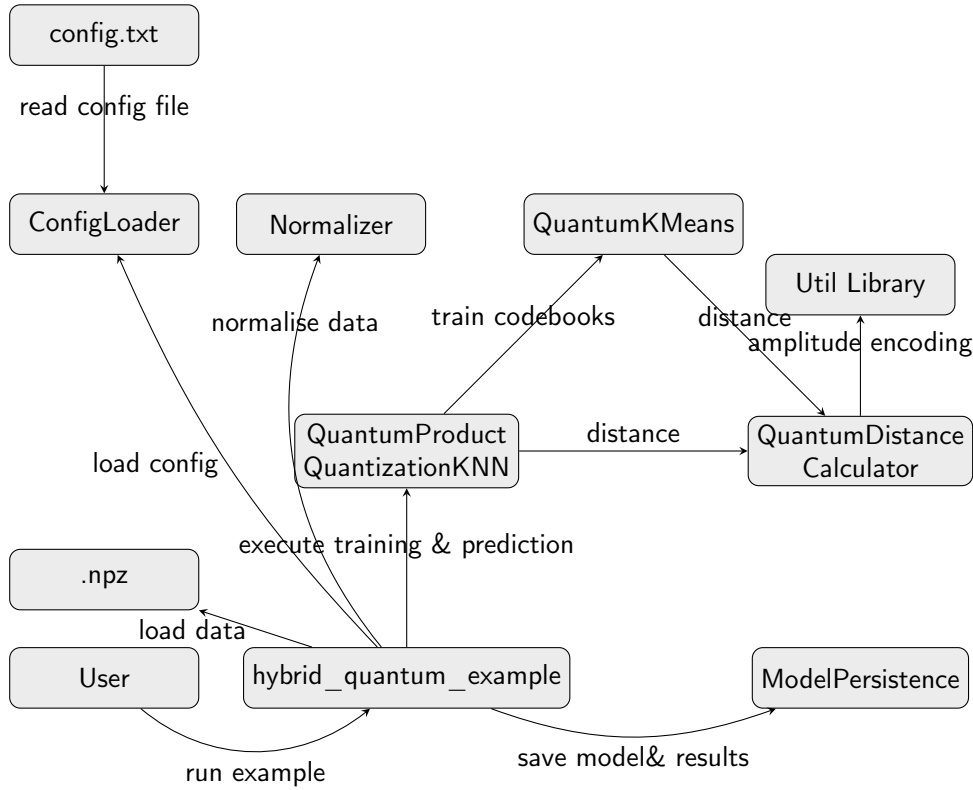 config.txt
read config file
ConfigLoader
Normalizer
QuantumKMeans
Util Library
normalise data
train codebooks
distance
amplitude encoding
QuantumProduct
QuantizationKNN
distance
QuantumDistance
Calculator
load config
execute training & prediction
.npz
load data
User
hybrid_quantum_example
ModelPersistence
run example
save model& results